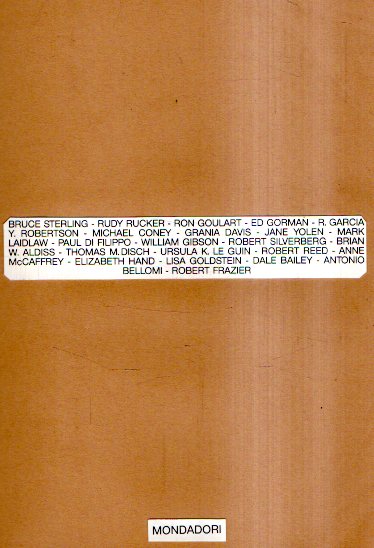 BRUCE STERLING - RUDY RUCKER - RON GOULART - ED GORMAN - R. GARCIA
Y. ROBERTSON - MICHAEL CONEY - GRANIA DAVIS - JANE YOLEN - MARK
LAIDLAW - PAUL DI FILIPPO - WILLIAM GIBSON - ROBERT SILVERBERG - BRIAN
W. ALDISS - THOMAS M. DISCH - URSULA K. LE GUIN - ROBERT REED - ANNE
McCAFFREY - ELIZABETH HAND - LISA GOLDSTEIN - DALE BAILEY - ANTONIO
BELLOMI - ROBERT FRAZIER
MONDADORI